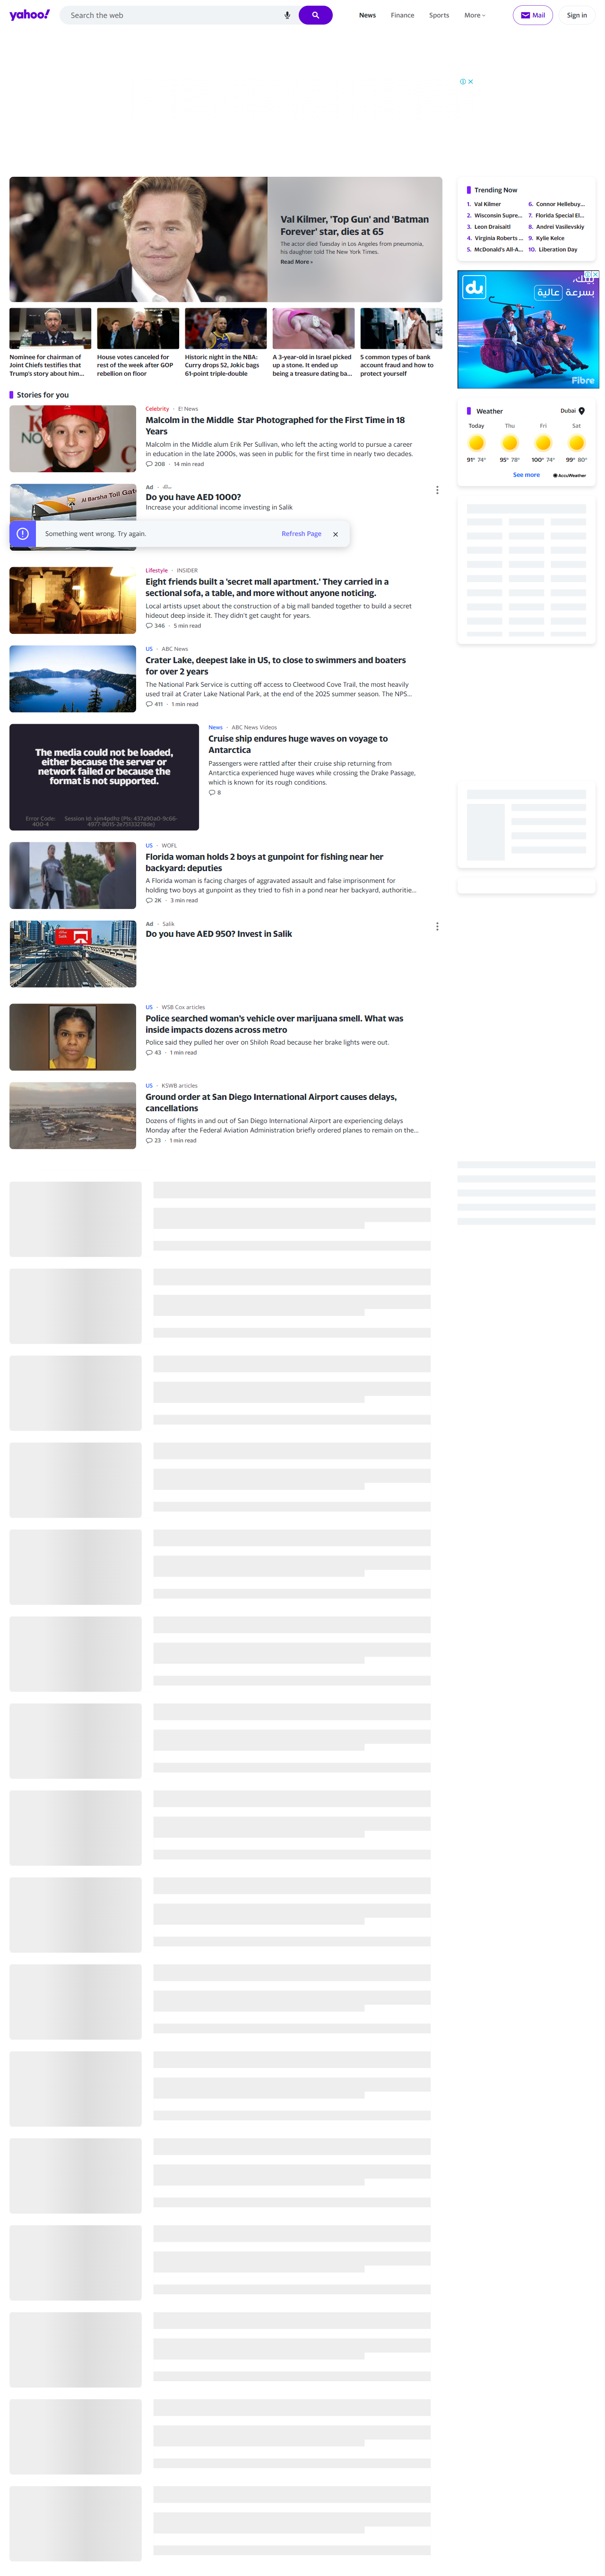 yahoo!
Search the web
News
Finance
Sports
More
Mail
Sign in
Val Kilmer, 'Top Gun' and 'Batman
Forever' star, dies at 65
The actor died Tuesday in Los Angeles from pneumonia,
his daughter told The New York Times.
Read More »
Nominee for chairman of
Joint Chiefs testifies that
Trump's story about him...
House votes canceled for
rest of the week after GOP
rebellion on floor
Historic night in the NBA:
Curry drops 52, Jokic bags
61-point triple-double
A 3-year-old in Israel picked
up a stone. It ended up
being a treasure dating ba...
5 common types of bank
account fraud and how to
protect yourself
Trending Now
1. Val Kilmer
2. Wisconsin Supre...
3. Leon Draisaitl
4. Virginia Roberts ...
5. McDonald's All-A...
6. Connor Hellebuy...
7. Florida Special El...
8. Andrei Vasilevskiy
9. Kylie Kelce
10. Liberation Day
du
بسرعة عالية
Fibre
Weather
Dubai
Today
Thu
Fri
Sat
91° 74°
95° 78°
100° 74°
99° 80°
See more
AccuWeather
Stories for you
Celebrity · E! News
Malcolm in the Middle Star Photographed for the First Time in 18
Years
Malcolm in the Middle alum Erik Per Sullivan, who left the acting world to pursue a career
in education in the late 2000s, was seen in public for the first time in nearly two decades.
208 · 14 min read
Al Barsha Toll Gate
Ad
Do you have AED 1000?
Increase your additional income investing in Salik
Something went wrong. Try again.
Refresh Page
Lifestyle · INSIDER
Eight friends built a 'secret mall apartment.' They carried in a
sectional sofa, a table, and more without anyone noticing.
Local artists upset about the construction of a big mall banded together to build a secret
hideout deep inside it. They didn't get caught for years.
346 · 5 min read
US · ABC News
Crater Lake, deepest lake in US, to close to swimmers and boaters
for over 2 years
The National Park Service is cutting off access to Cleetwood Cove Trail, the most heavily
used trail at Crater Lake National Park, at the end of the 2025 summer season. The NPS...
411 · 1 min read
The media could not be loaded,
either because the server or
network failed or because the
format is not supported.
Error Code:
400-4
News · ABC News Videos
Cruise ship endures huge waves on voyage to
Antarctica
Passengers were rattled after their cruise ship returning from
Antarctica experienced huge waves while crossing the Drake Passage,
which is known for its rough conditions.
8
US · WOFL
Florida woman holds 2 boys at gunpoint for fishing near her
backyard: deputies
A Florida woman is facing charges of aggravated assault and false imprisonment for
holding two boys at gunpoint as they tried to fish in a pond near her backyard, authoritie...
2K · 3 min read
Ad · Salik
Do you have AED 950? Invest in Salik
US · WSB Cox articles
Police searched woman's vehicle over marijuana smell. What was
inside impacts dozens across metro
Police said they pulled her over on Shiloh Road because her brake lights were out.
43 · 1 min read
US · KSWB articles
Ground order at San Diego International Airport causes delays,
cancellations
Dozens of flights in and out of San Diego International Airport are experiencing delays
Monday after the Federal Aviation Administration briefly ordered planes to remain on the...
23 · 1 min read